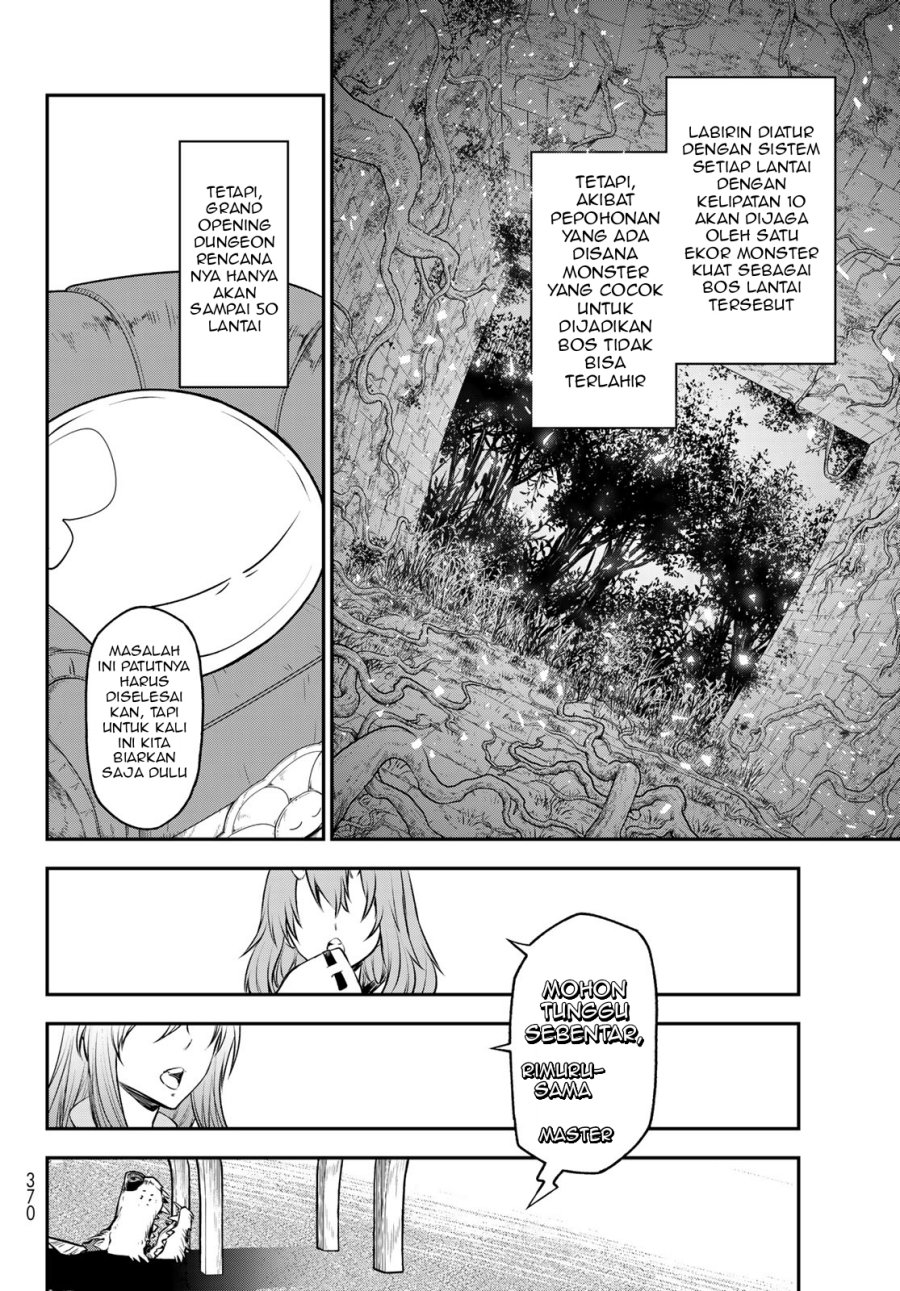 LABIRIN DIATUR
DENGAN SISTEM
SETIAP LANTAI
DENGAN
KELIPATAN 10
AKAN DIJAGA
OLEH SATU
EKOR MONSTER
KUAT SEBAGAI
BOS LANTAI
TERSEBUT
TETAPI,
AKIBAT
PEPOHONAN
YANG ADA
DISANA
MONSTER
YANG COCOK
UNTUK
DIJADIKAN
BOS TIDAK
BISA
TERLAHIR
TETAPI,
GRAND
OPENING
DUNGEON
RENCANA
NYA HANYA
AKAN
SAMPAI 50
LANTAI
MASALAH
INI PATUTNYA
HARUS
DISELESAI
KAN, TAPI
UNTUK KALI
INI KITA
BIARKAN
SAJA DULU
MOHON
TUNGGU
SEBENTAR,
RIMURU-
SAMA
MASTER
370